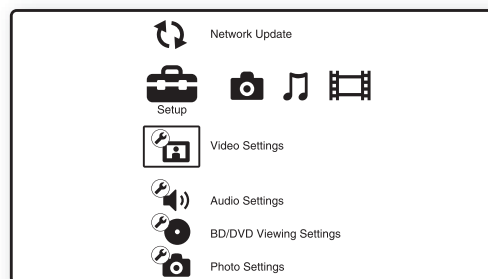 Network Update
Setup
Video Settings
Audio Settings
BD/DVD Viewing Settings
Photo Settings